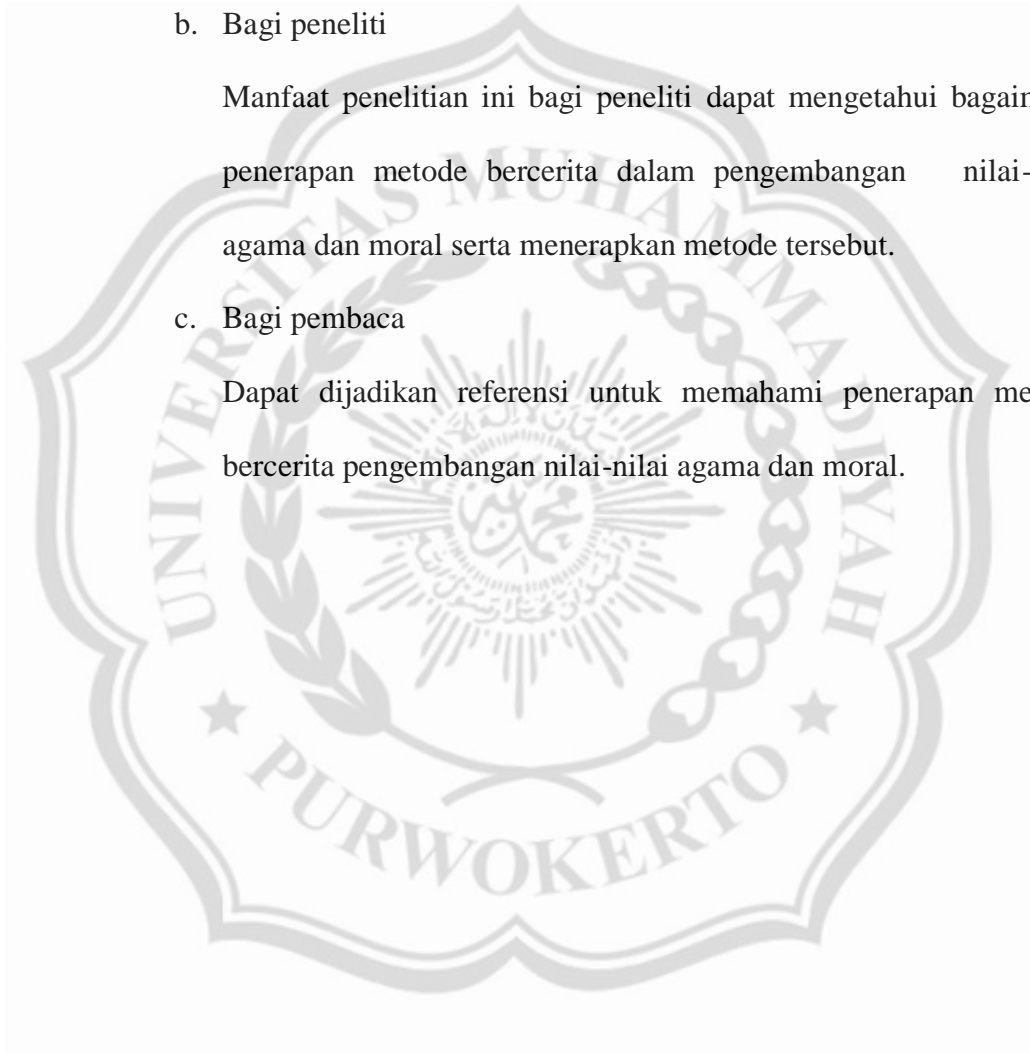 b. Bagi peneliti
Manfaat penelitian ini bagi peneliti dapat mengetahui
penerapan metode bercerita dalam pengembangan nilai-
agama dan moral serta menerapkan metode tersebut.
c. Bagi pembaca
Dapat dijadikan referensi untuk memahami penerapan
bercerita pengembangan nilai-nilai agama dan moral.
UNIVERSITAS MUHAMMADIYAH
PURWOKERTO